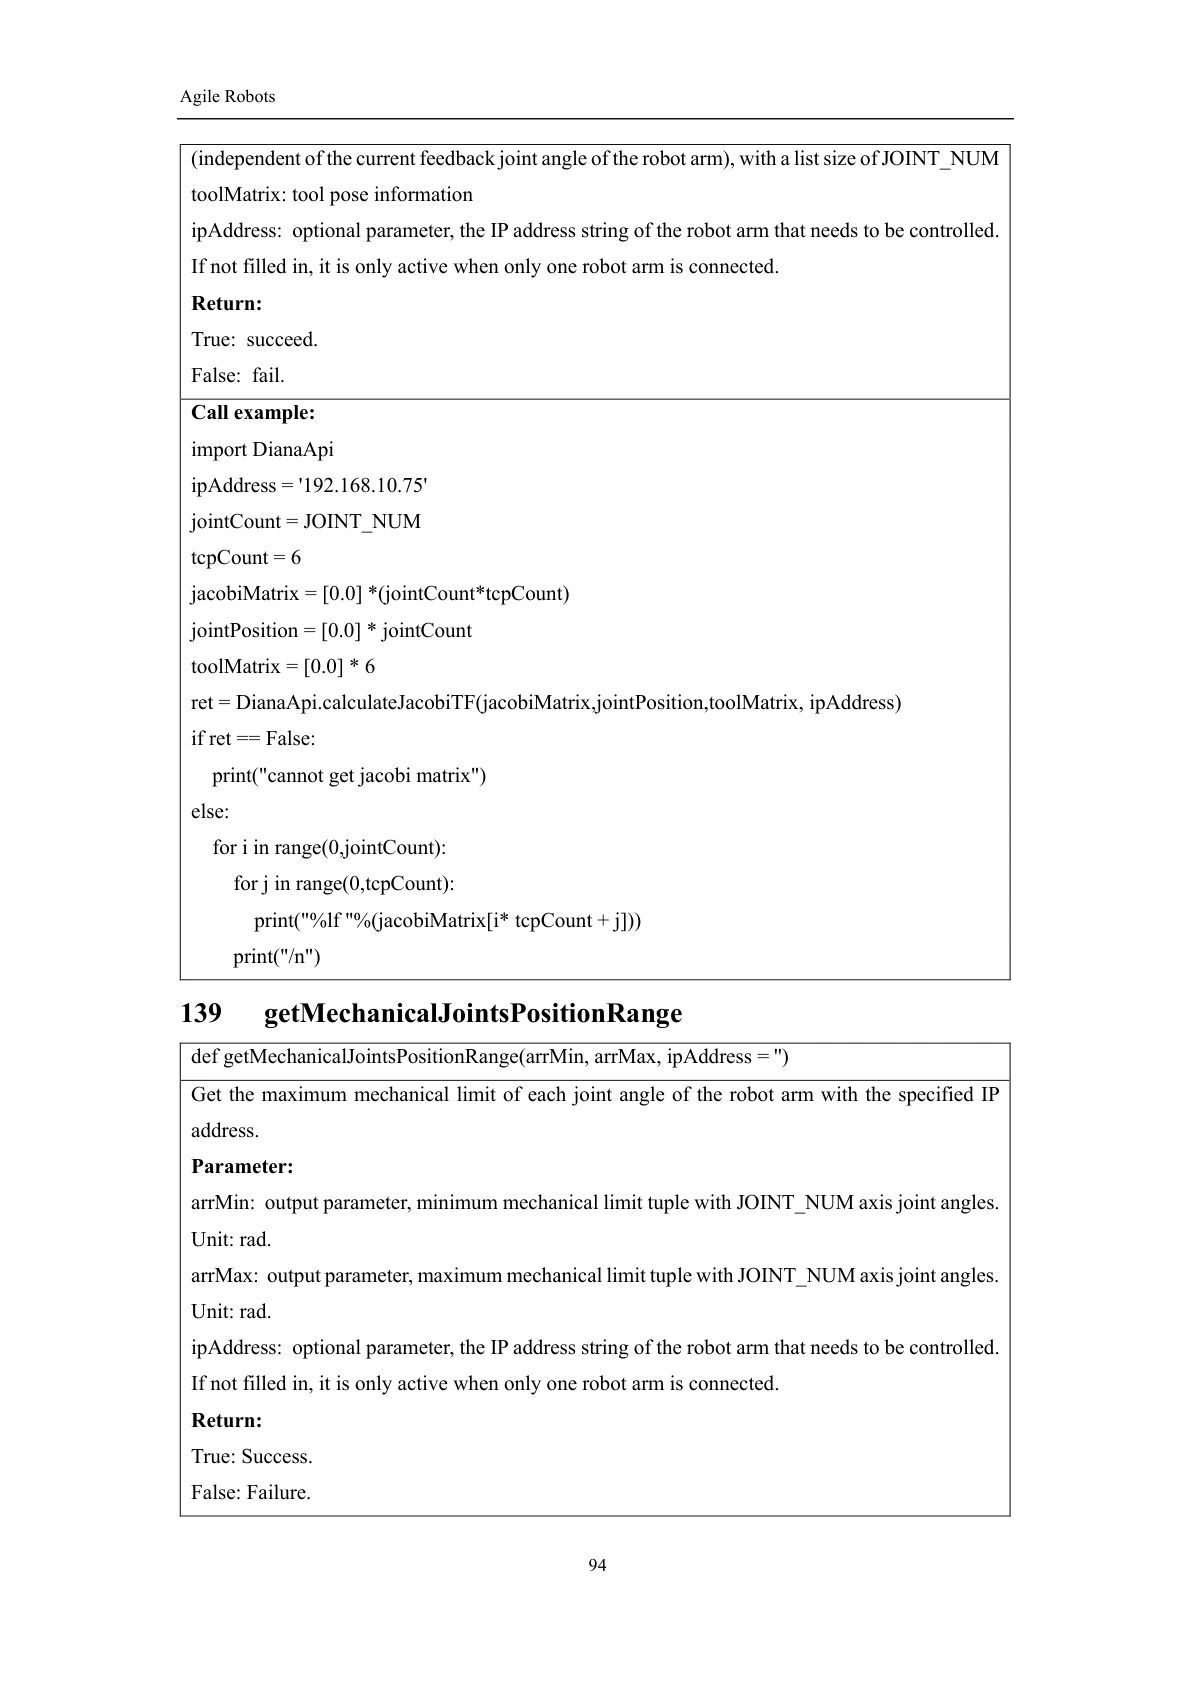 Agile Robots
(independent of the current feedback joint angle of the robot arm), with a list size of JOINT_NUM
toolMatrix: tool pose information
ipAddress: optional parameter, the IP address string of the robot arm that needs to be controlled.
If not filled in, it is only active when only one robot arm is connected.
Return:
True: succeed.
False: fail.
Call example:
import DianaApi
ipAddress = '192.168.10.75'
jointCount = JOINT_NUM
tcpCount = 6
jacobiMatrix = [0.0] *(jointCount*tcpCount)
jointPosition = [0.0] * jointCount
toolMatrix = [0.0] * 6
ret = DianaApi.calculateJacobiTF(jacobiMatrix,jointPosition,toolMatrix, ipAddress)
if ret == False:
print("cannot get jacobi matrix")
else:
for i in range(0,jointCount):
for j in range(0,tcpCount):
print("%lf "%(jacobiMatrix[i* tcpCount + j]))
print("/n")
139 getMechanicalJointsPositionRange
def getMechanicalJointsPositionRange(arrMin, arrMax, ipAddress = '')
Get the maximum mechanical limit of each joint angle of the robot arm with the specified IP
address.
Parameter:
arrMin: output parameter, minimum mechanical limit tuple with JOINT_NUM axis joint angles.
Unit: rad.
arrMax: output parameter, maximum mechanical limit tuple with JOINT_NUM axis joint angles.
Unit: rad.
ipAddress: optional parameter, the IP address string of the robot arm that needs to be controlled.
If not filled in, it is only active when only one robot arm is connected.
Return:
True: Success.
False: Failure.
94